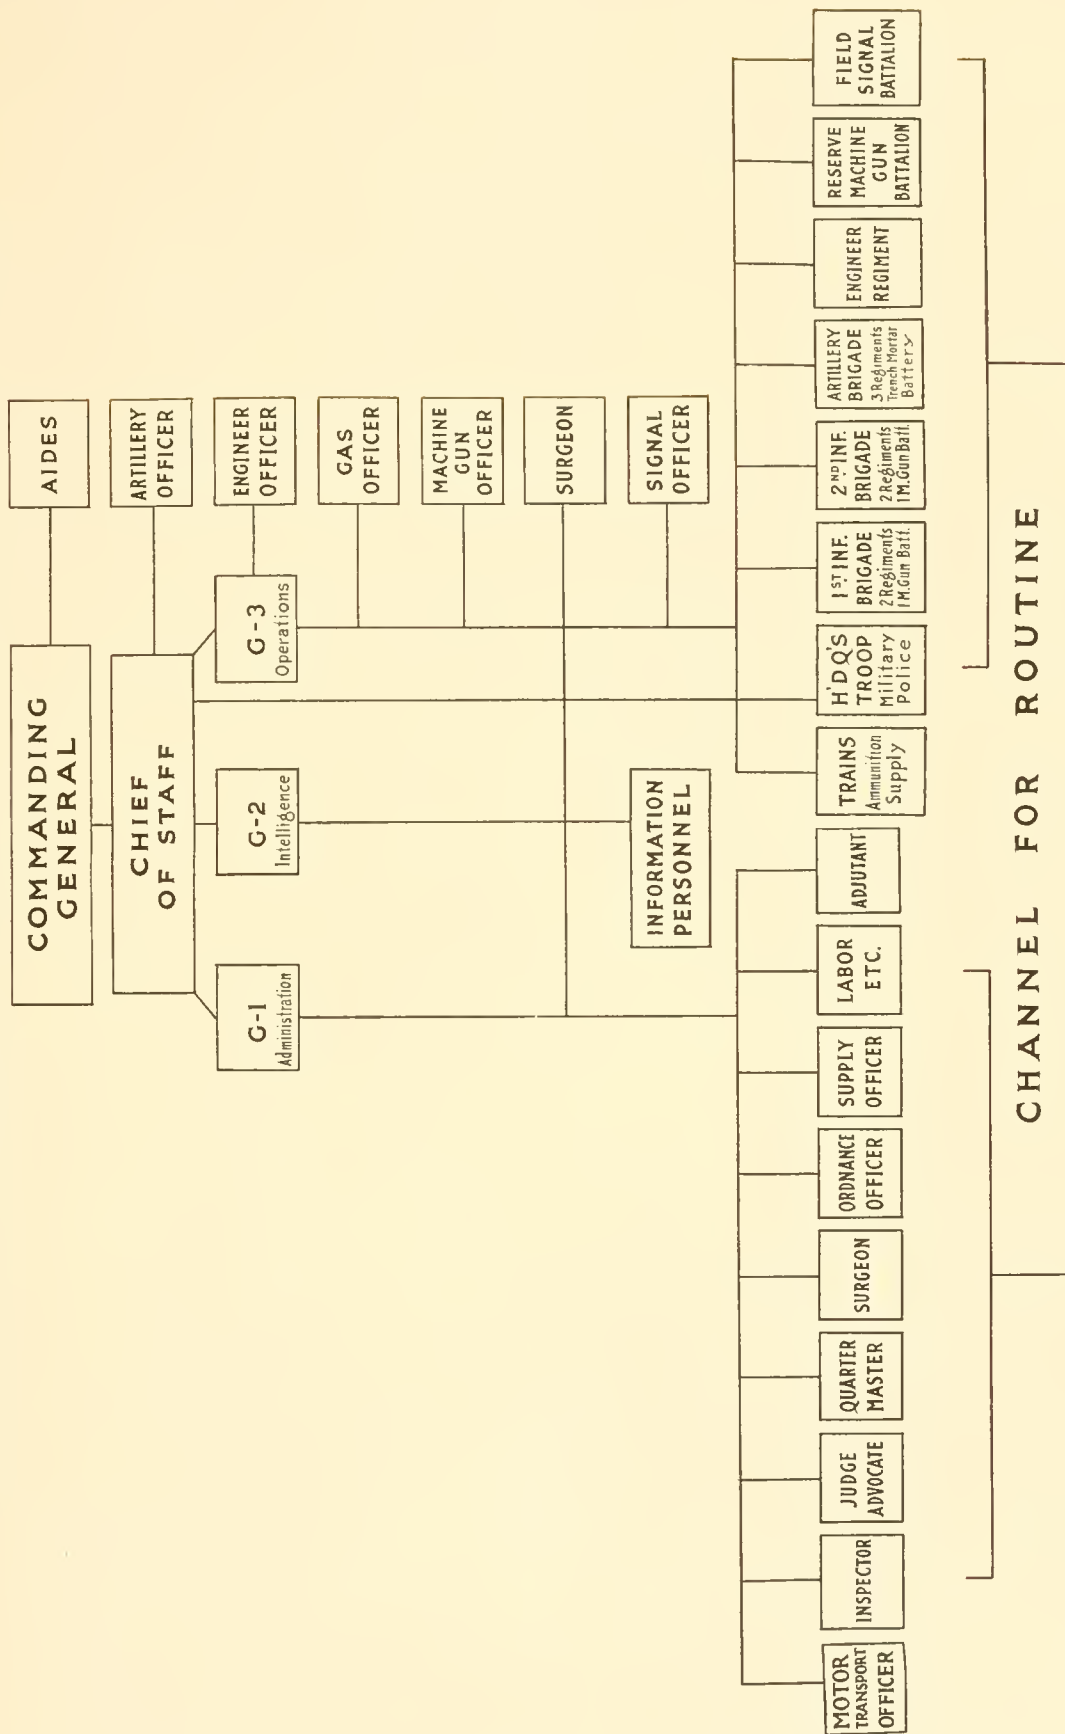 COMMANDING
GENERAL
AIDES
CHIEF
OF STAFF
ARTILLERY
OFFICER
G-1
Administration
G-2
Intelligence
G-3
Operations
ENGINEER
OFFICER
GAS
OFFICER
MACHINE
GUN
OFFICER
SURGEON
INFORMATION
PERSONNEL
SIGNAL
OFFICER
MOTOR
TRANSPORT
OFFICER
INSPECTOR
JUDGE
ADVOCATE
QUARTER
MASTER
SURGEON
ORDNANCE
OFFICER
SUPPLY
OFFICER
LABOR
ETC.
ADJUTANT
TRAINS
Ammunition
Supply
H'DQ'S
TROOP
Military
Police
1ST INF.
BRIGADE
2 Regiments
1 M. Gun Batt.
2ND INF.
BRIGADE
2 Regiments
1 M. Gun Batt.
ARTILLERY
BRIGADE
3 Regiments
Trench Mortar
Battery
ENGINEER
REGIMENT
RESERVE
MACHINE
GUN
BATTALION
FIELD
SIGNAL
BATTALION
CHANNEL FOR ROUTINE